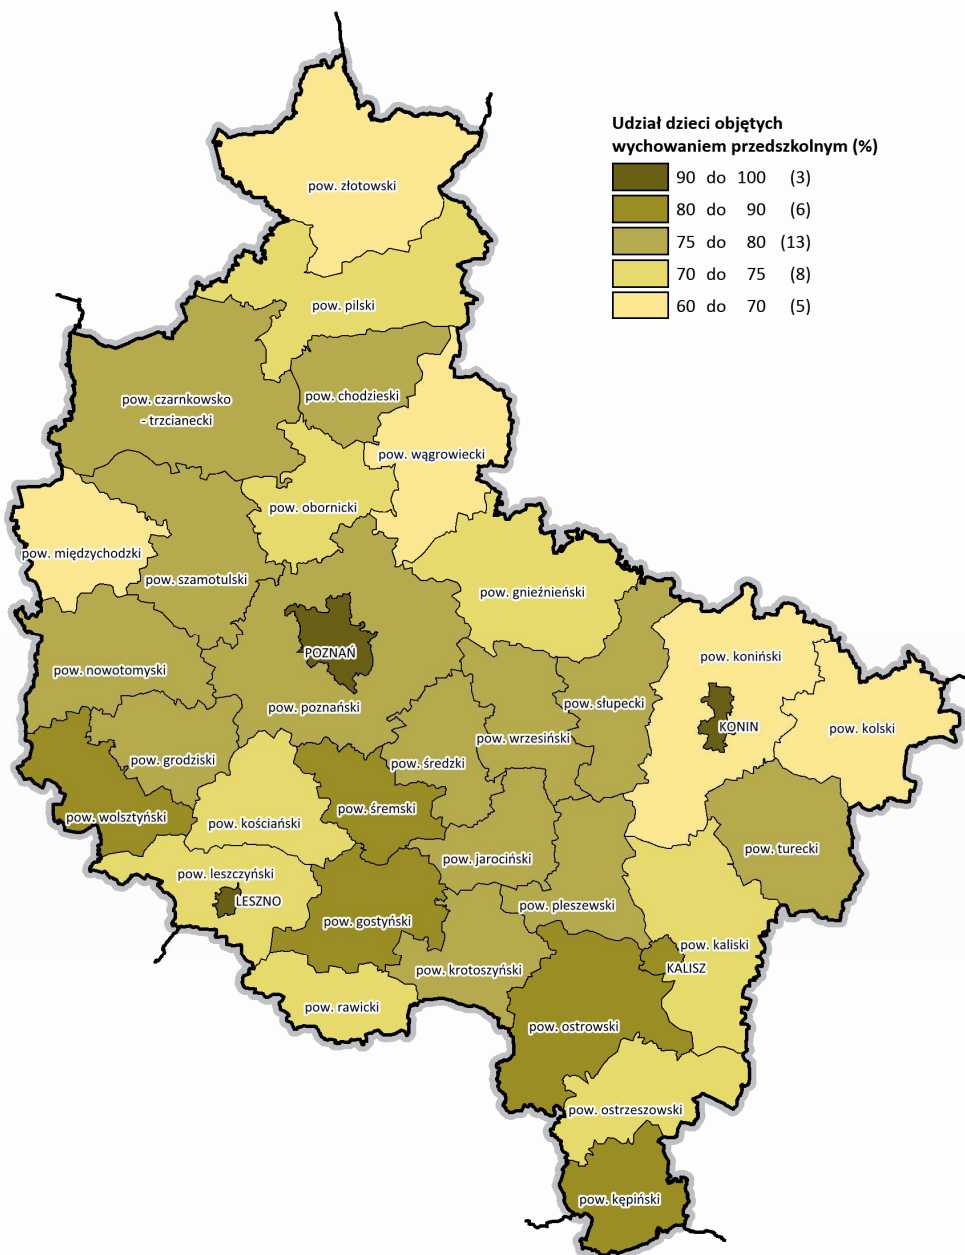 Udział dzieci objętych
wychowaniem przedszkolnym (%)
90 do 100 (3)
80 do 90 (6)
75 do 80 (13)
70 do 75 (8)
60 do 70 (5)
pow. złotowski
pow. pilski
pow. chodzieski
pow. czarnkowsko
- trzcianecki
pow. wągrowiecki
pow. obornicki
pow. międzychodzki
pow. szamotulski
pow. gnieźnieński
POZNAŃ
pow. koniński
pow. nowotomyski
pow. słupecki
pow. poznański
KONIN
pow. kolski
pow. wrzesiński
pow. grodziski
pow. średzki
pow. śremski
pow. wolsztyński
pow. kościański
pow. turecki
pow. jarociński
pow. leszczyński
LESZNO
pow. pleszewski
pow. gostyński
pow. kaliski
KALISZ
pow. krotoszyński
pow. rawicki
pow. ostrowski
pow. ostrzeszowski
pow. kępiński